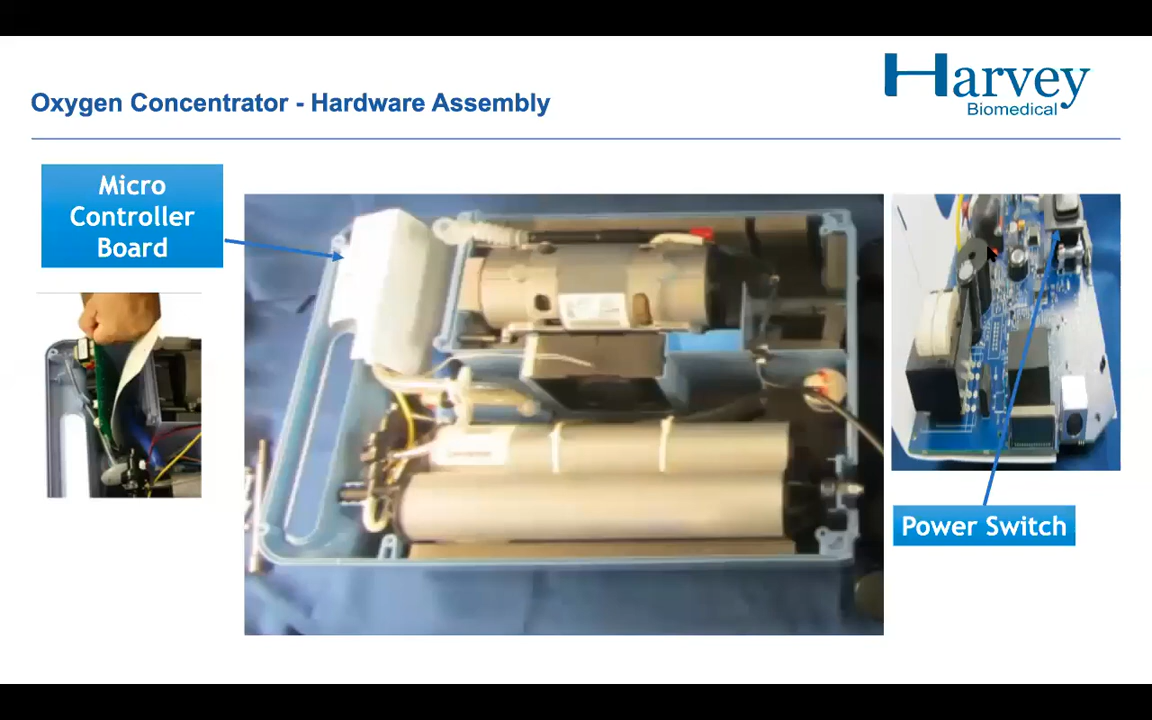 Harvey
Biomedical
Oxygen Concentrator - Hardware Assembly
Micro
Controller
Board
Power Switch